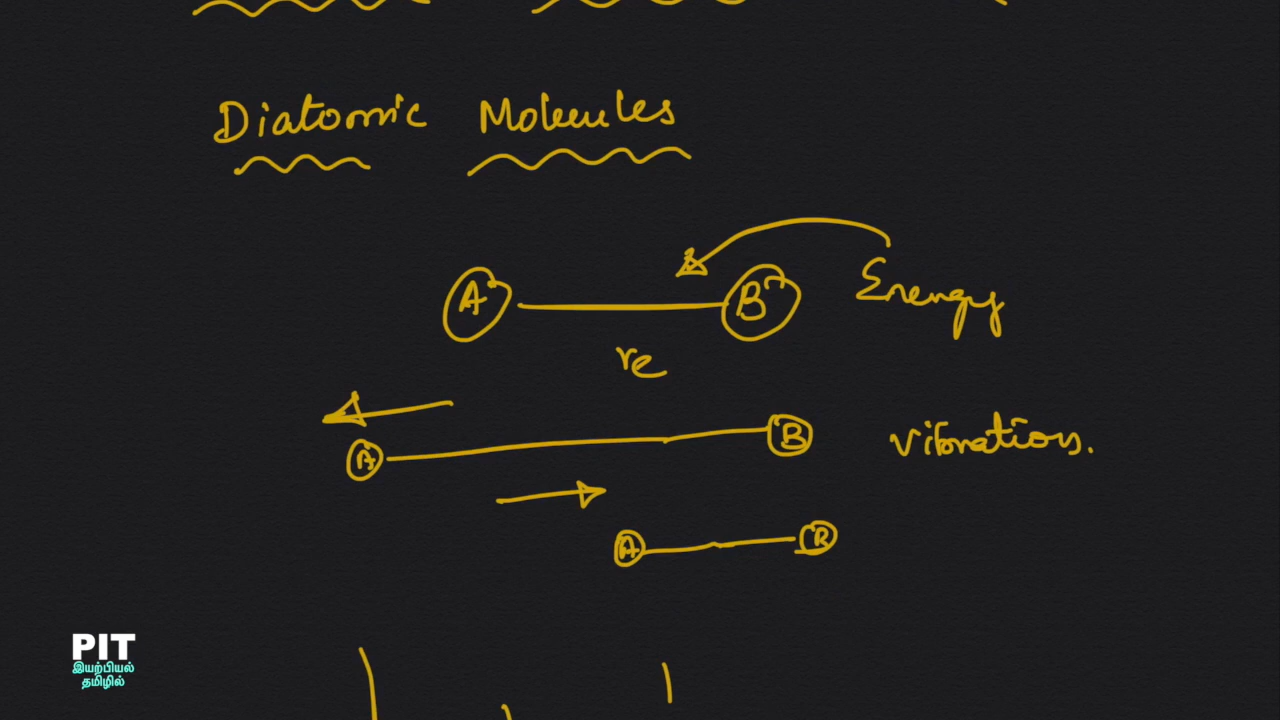 Diatomic Molecules
A B Energy
re
A B Vibrations.
A B
PIT
இயற்பியல்
தமிழில்